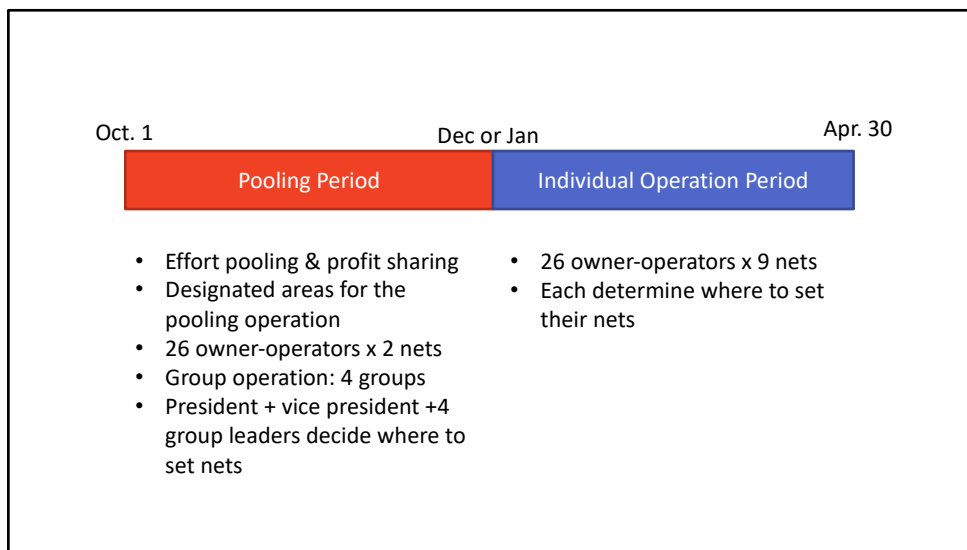 Oct. 1
Dec or Jan
Apr. 30
Pooling Period
Individual Operation Period
• Effort pooling & profit sharing
• Designated areas for the
pooling operation
• 26 owner-operators x 2 nets
• Group operation: 4 groups
• President + vice president +4
group leaders decide where to
set nets
• 26 owner-operators x 9 nets
• Each determine where to set
their nets